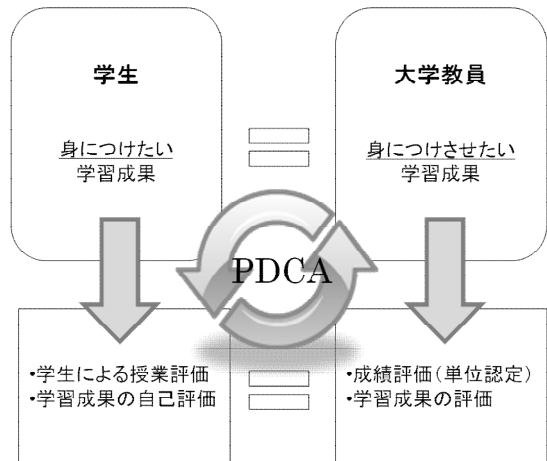 学生
身につけたい
学習成果
大学教員
身につけさせたい
学習成果
PDCA
・学生による授業評価
・学習成果の自己評価
・成績評価(単位認定)
・学習成果の評価